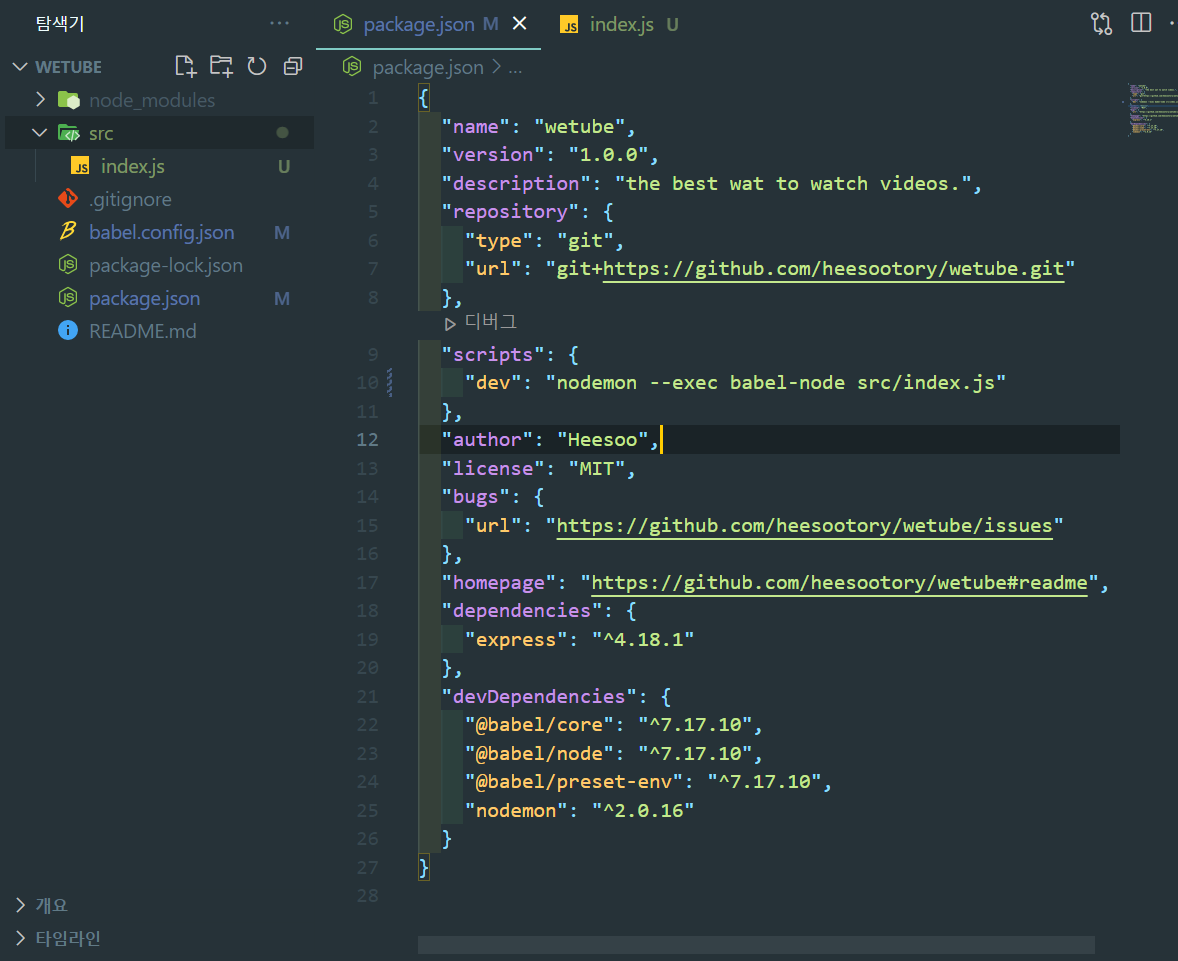 탐색기 ···
WETUBE
node_modules
src
index.js U
.gitignore
babel.config.json M
package-lock.json
package.json M
README.md
개요
타임라인
package.json M
index.js U
package.json > ...
1 {
2 "name": "wetube",
3 "version": "1.0.0",
4 "description": "the best wat to watch videos.",
5 "repository": {
6 "type": "git",
7 "url": "git+https://github.com/heesootory/wetube.git"
8 },
디버그
9 "scripts": {
10 "dev": "nodemon --exec babel-node src/index.js"
11 },
12 "author": "Heesoo",
13 "license": "MIT",
14 "bugs": {
15 "url": "https://github.com/heesootory/wetube/issues"
16 },
17 "homepage": "https://github.com/heesootory/wetube#readme",
18 "dependencies": {
19 "express": "^4.18.1"
20 },
21 "devDependencies": {
22 "@babel/core": "^7.17.10",
23 "@babel/node": "^7.17.10",
24 "@babel/preset-env": "^7.17.10",
25 "nodemon": "^2.0.16"
26 }
27 }
28